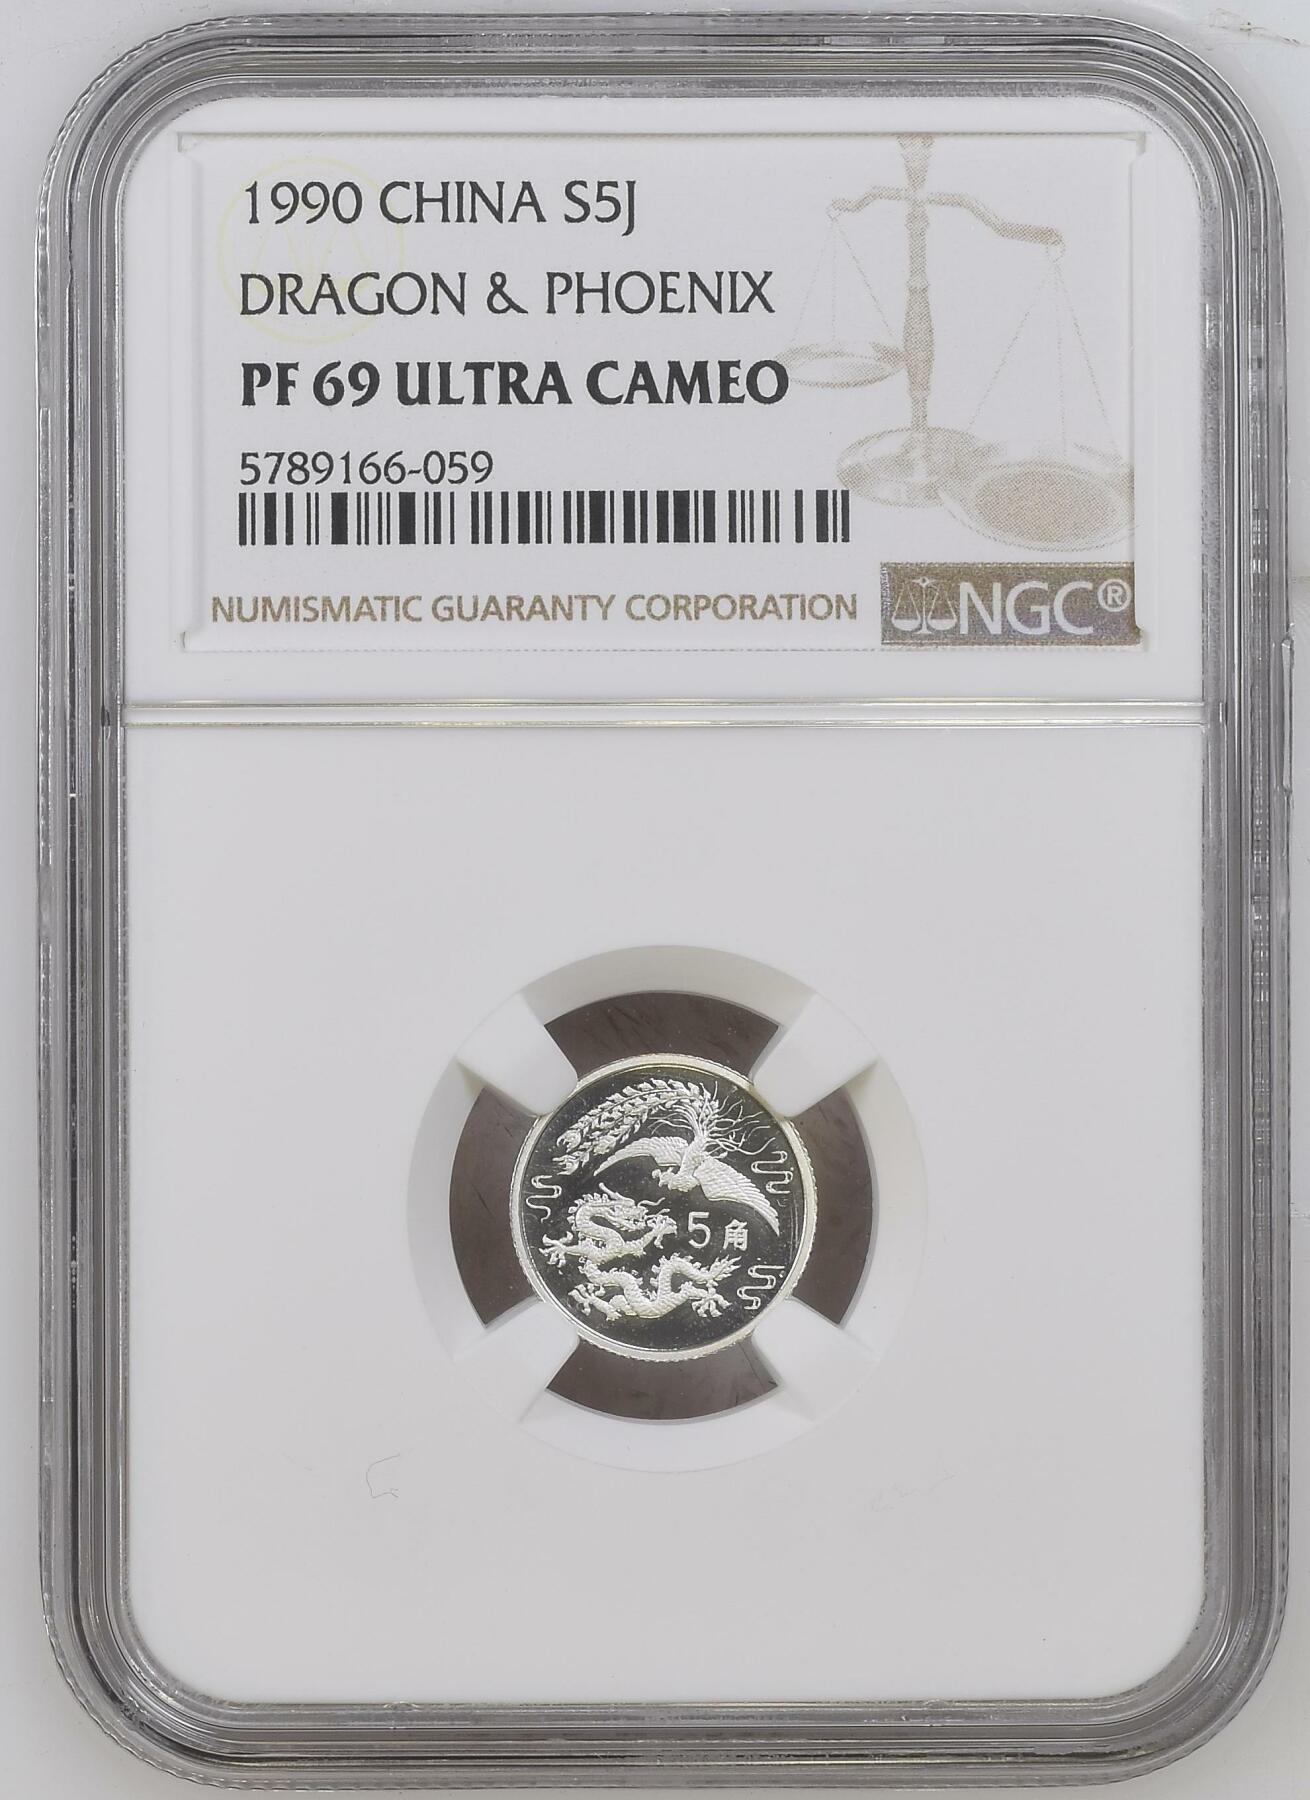 1990 CHINA S5J
DRAGON & PHOENIX
PF 69 ULTRA CAMEO
5789166-059
NUMISMATIC GUARANTY CORPORATION
NGC®
5角